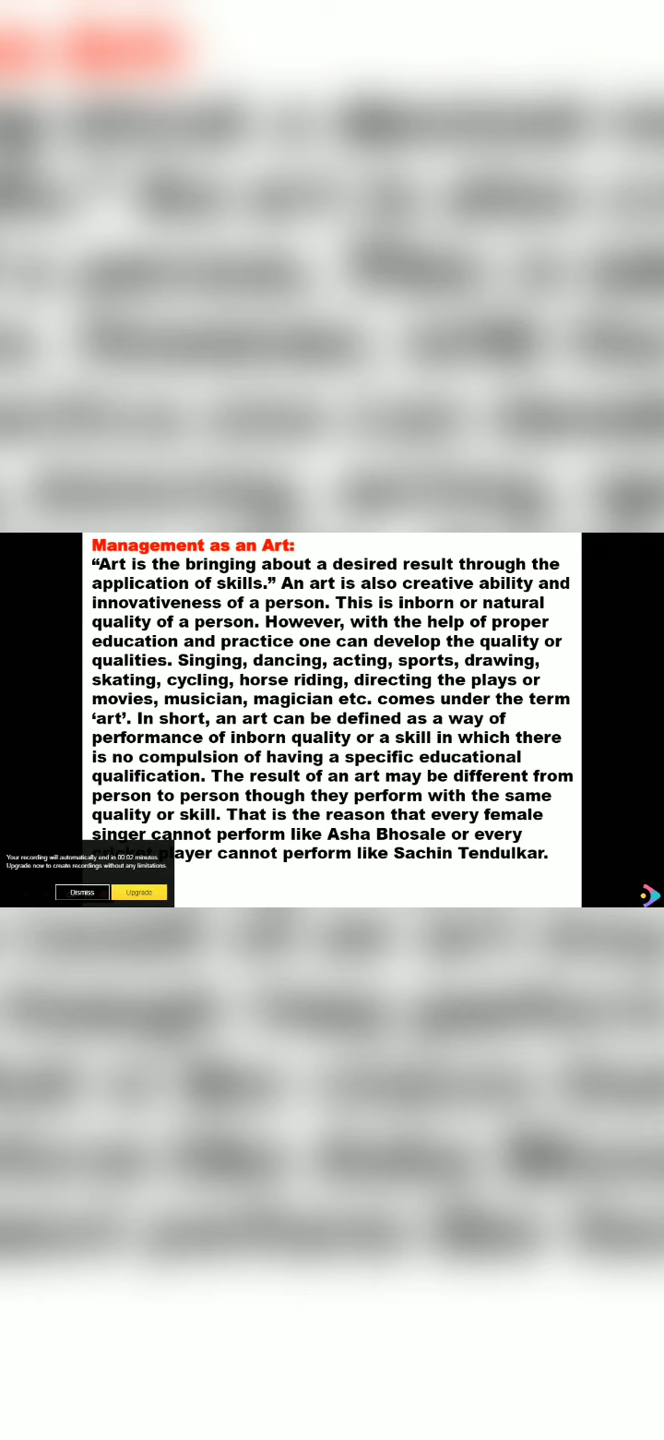 Management as an Art:
“Art is the bringing about a desired result through the
application of skills.” An art is also creative ability and
innovativeness of a person. This is inborn or natural
quality of a person. However, with the help of proper
education and practice one can develop the quality or
qualities. Singing, dancing, acting, sports, drawing,
skating, cycling, horse riding, directing the plays or
movies, musician, magician etc. comes under the term
‘art’. In short, an art can be defined as a way of
performance of inborn quality or a skill in which there
is no compulsion of having a specific educational
qualification. The result of an art may be different from
person to person though they perform with the same
quality or skill. That is the reason that every female
singer cannot perform like Asha Bhosale or every
cricket player cannot perform like Sachin Tendulkar.
Your recording will automatically end in 00:02 minutes.
Upgrade now to create recordings without any limitations.
Dismiss
Upgrade